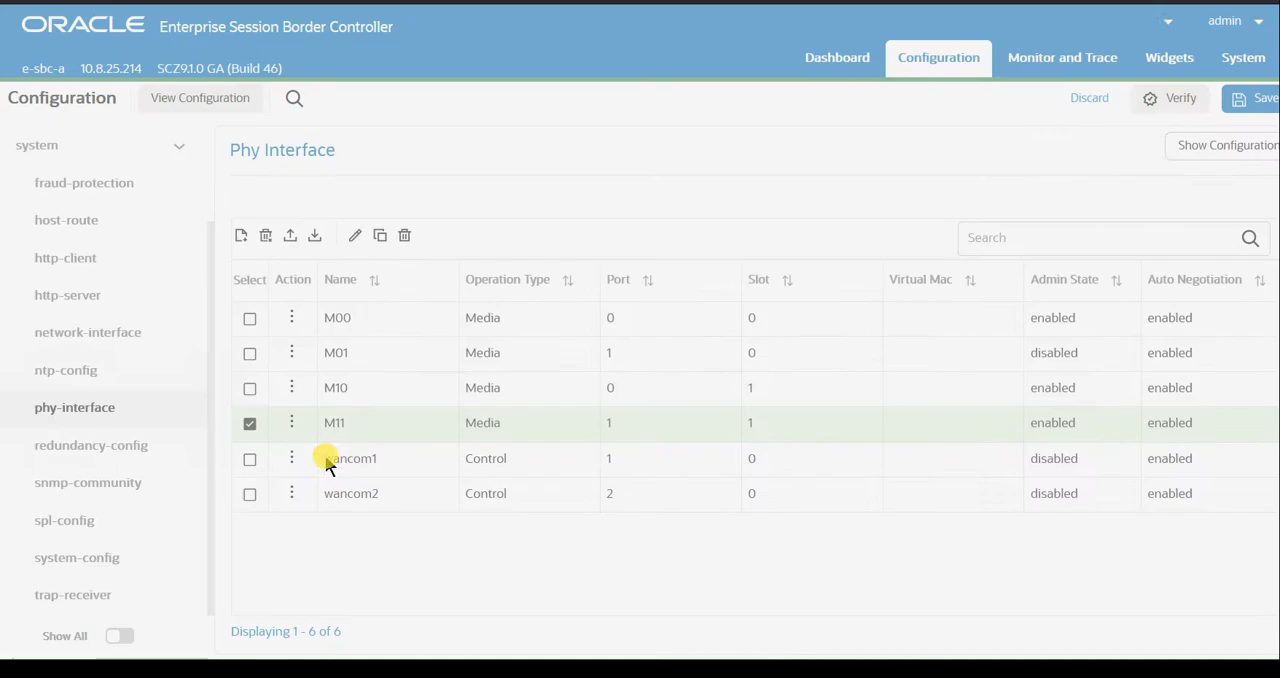 ORACLE Enterprise Session Border Controller
admin
e-sbc-a 10.8.25.214 SCZ9.1.0 GA (Build 46)
Dashboard Configuration Monitor and Trace Widgets System
Configuration View Configuration
Discard Verify Save
system
fraud-protection
host-route
http-client
http-server
network-interface
ntp-config
phy-interface
redundancy-config
snmp-community
spl-config
system-config
trap-receiver
Show All
Phy Interface
Show Configuration
Search
Select Action Name Operation Type Port Slot Virtual Mac Admin State Auto Negotiation
M00 Media 0 0 enabled enabled
M01 Media 1 0 disabled enabled
M10 Media 0 1 enabled enabled
M11 Media 1 1 enabled enabled
wancom1 Control 1 0 disabled enabled
wancom2 Control 2 0 disabled enabled
Displaying 1 - 6 of 6